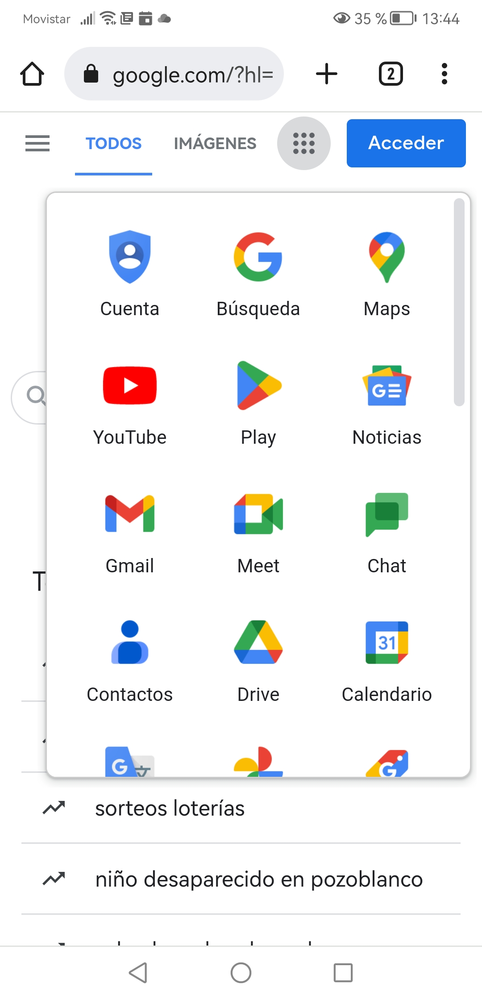 Movistar 35 % 13:44
google.com/?hl= 2
TODOS IMÁGENES Acceder
Cuenta Búsqueda Maps
YouTube Play Noticias
Gmail Meet Chat
31
Contactos Drive Calendario
sorteos loterías
niño desaparecido en pozoblanco